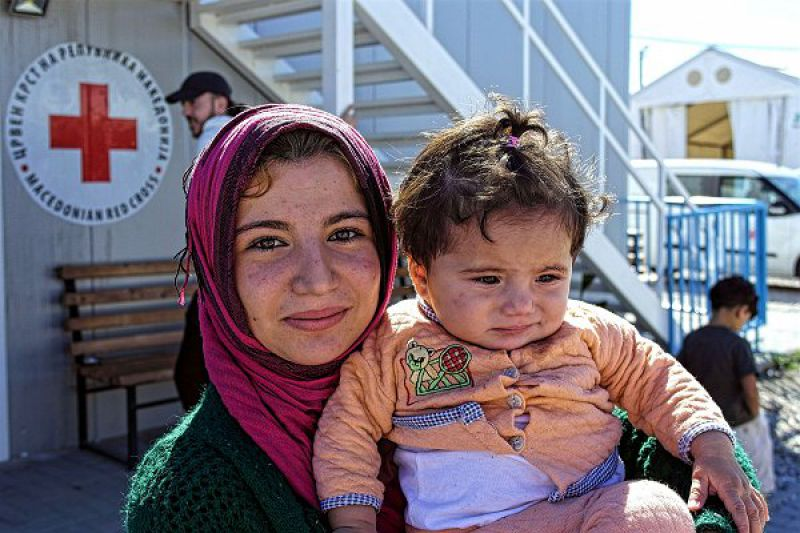 ЦРВЕН КРСТ НА РЕПУБЛИКА МАКЕДОНИЈА
MACEDONIAN RED CROSS